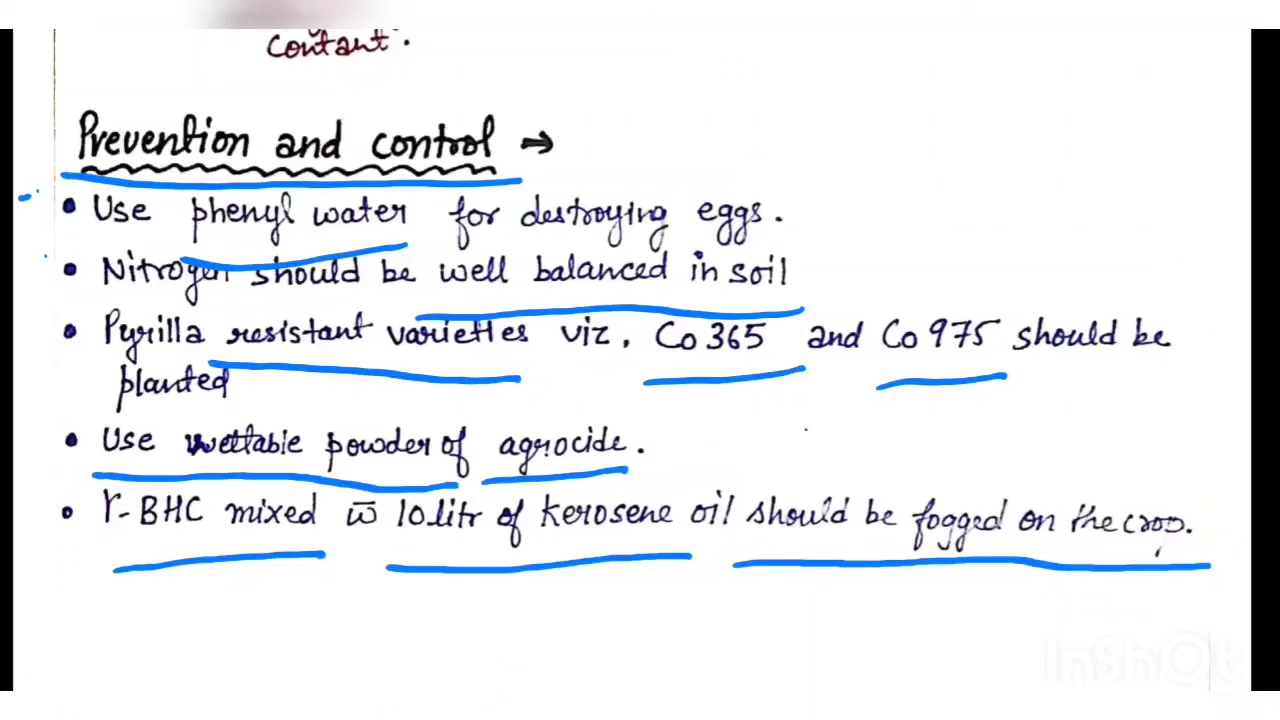 contant.
Prevention and control ⇒
• Use phenyl water for destroying eggs.
• Nitrogen should be well balanced in soil
• Pyrilla resistant varieties viz. Co 365 and Co 975 should be
planted
• Use wettable powder of agrocide.
• γ-BHC mixed w̅ 10 litr of kerosene oil should be fogged on the crop.
InShOt